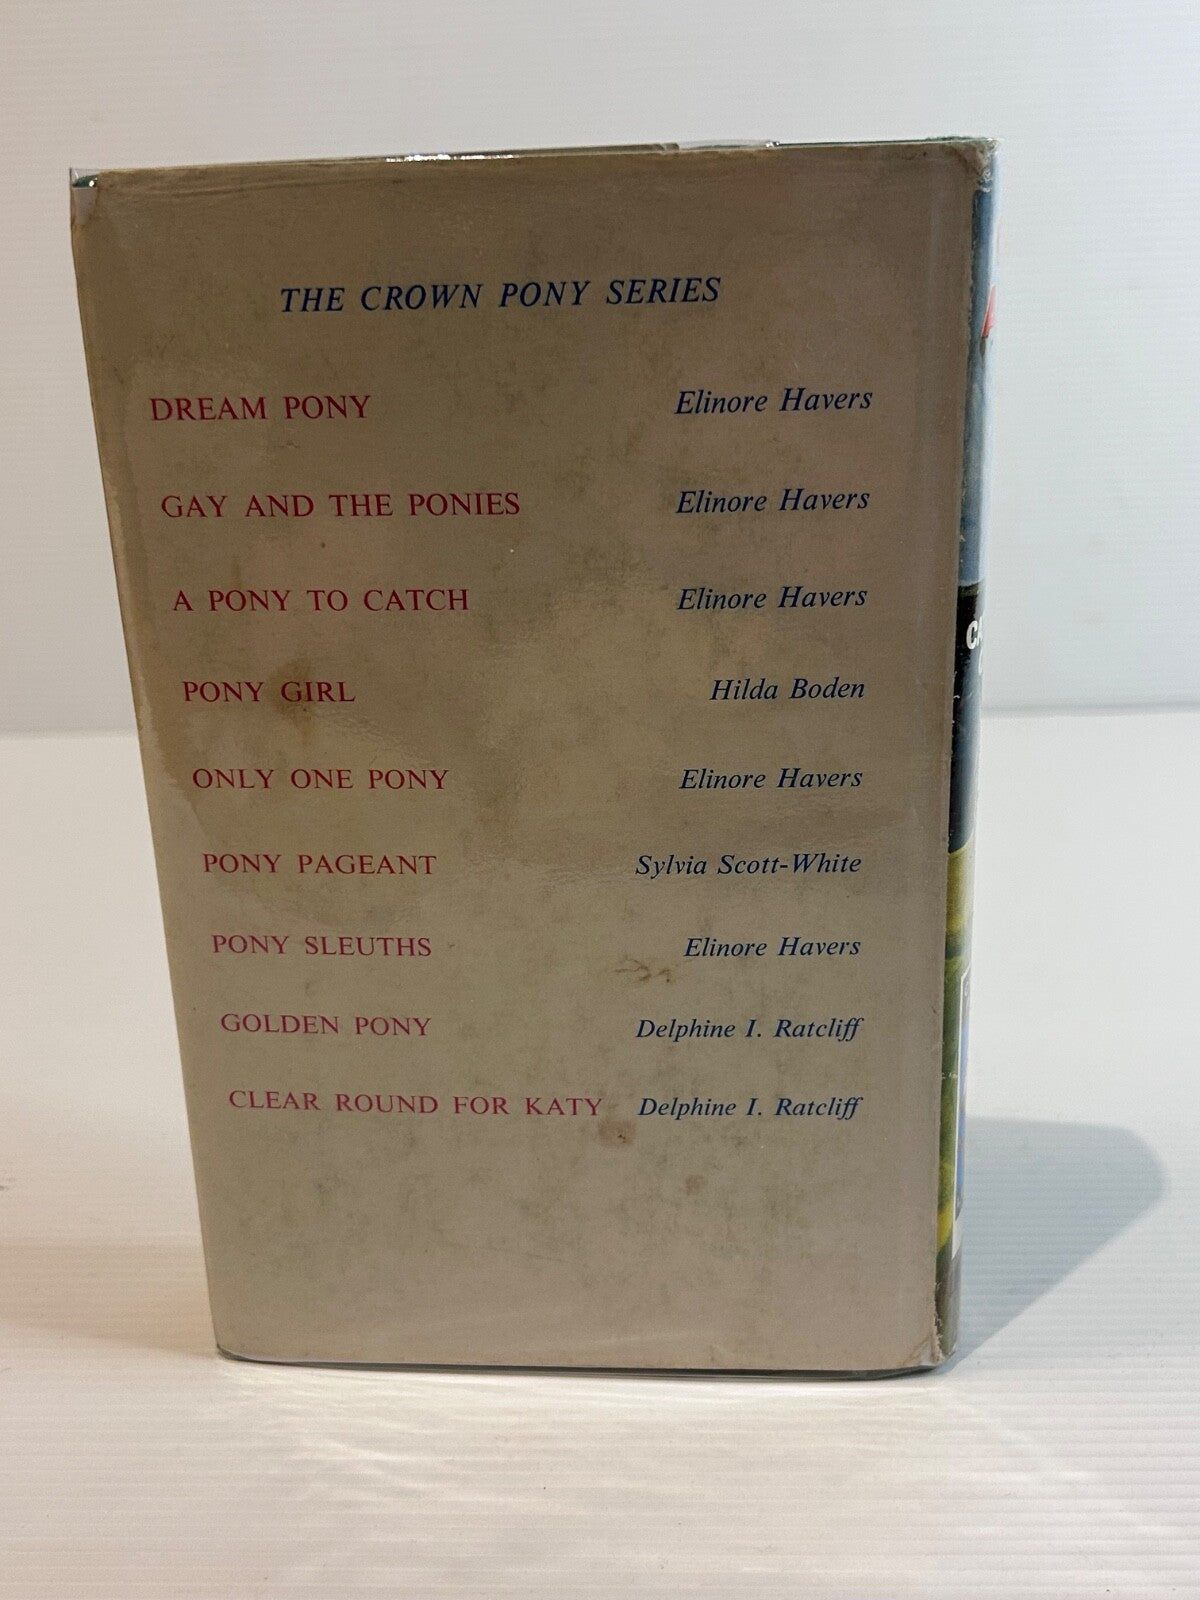 THE CROWN PONY SERIES
DREAM PONY Elinore Havers
GAY AND THE PONIES Elinore Havers
A PONY TO CATCH Elinore Havers
PONY GIRL Hilda Boden
ONLY ONE PONY Elinore Havers
PONY PAGEANT Sylvia Scott-White
PONY SLEUTHS Elinore Havers
GOLDEN PONY Delphine I. Ratcliff
CLEAR ROUND FOR KATY Delphine I. Ratcliff